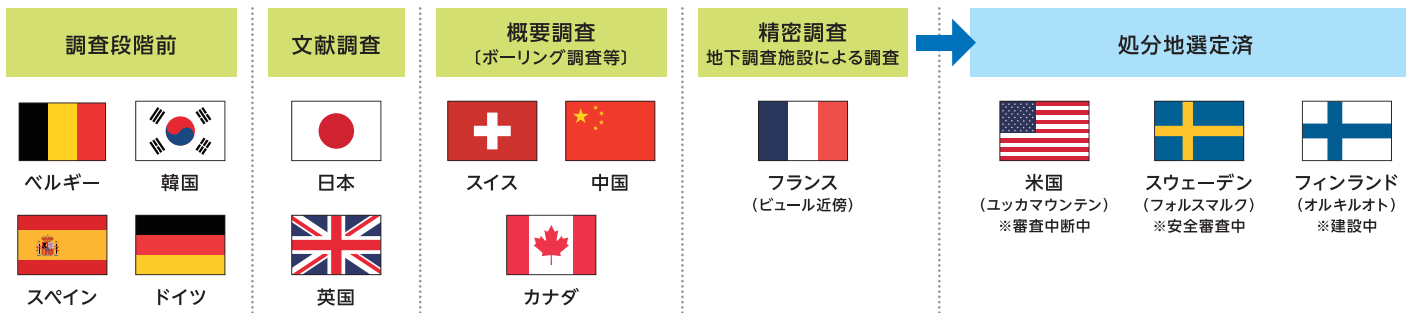 調査段階前
文献調査
概要調査
〔ボーリング調査等〕
精密調査
地下調査施設による調査
処分地選定済
ベルギー
韓国
スペイン
ドイツ
日本
英国
スイス
中国
カナダ
フランス
（ビュール近傍）
米国
（ユッカマウンテン）
※審査中断中
スウェーデン
（フォルスマルク）
※安全審査中
フィンランド
（オルキルオト）
※建設中